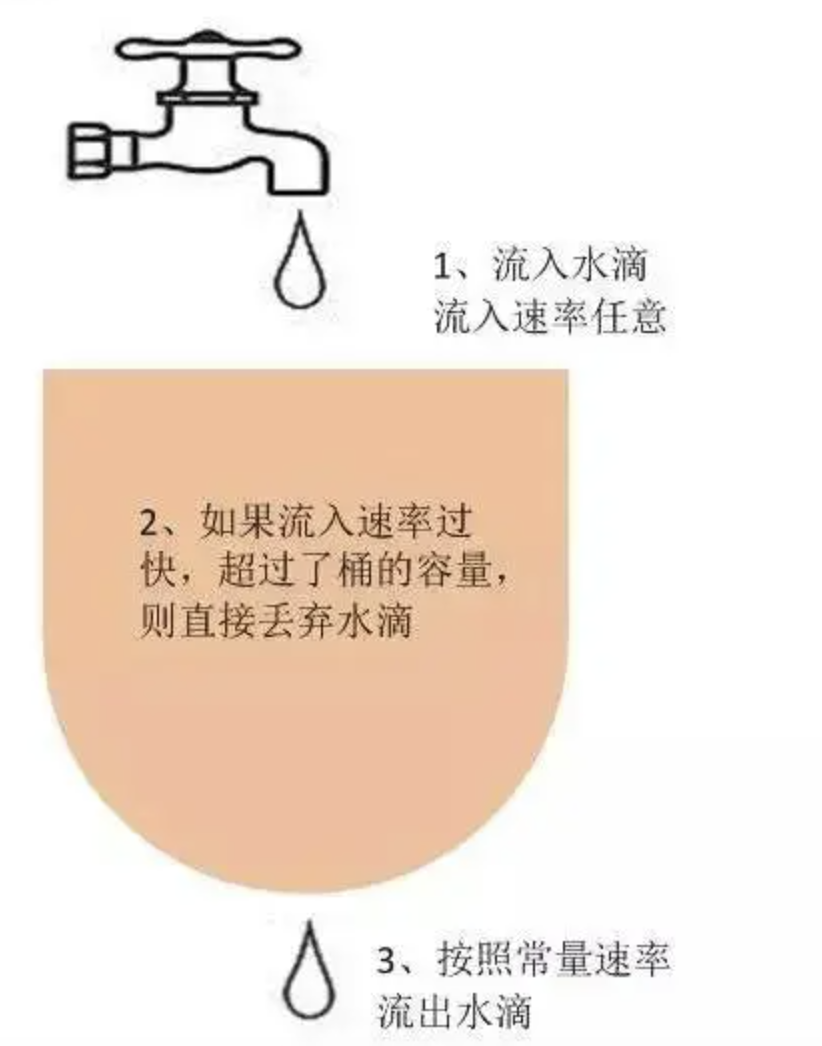 1、流入水滴
流入速率任意
2、如果流入速率过
快，超过了桶的容量，
则直接丢弃水滴
3、按照常量速率
流出水滴